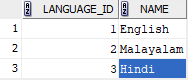 LANGUAGE_ID NAME
1 1 English
2 2 Malayalam
3 3 Hindi